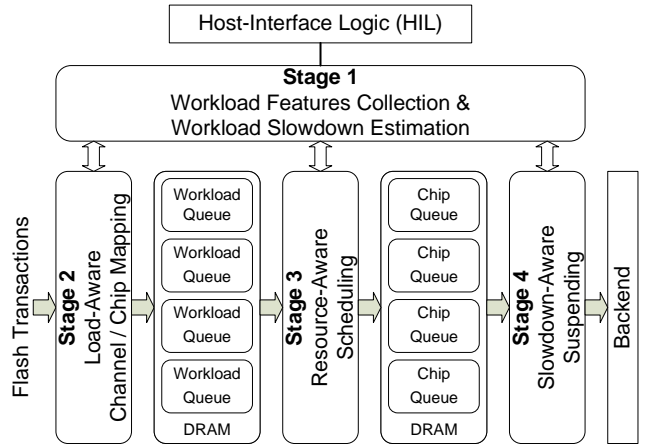 Host-Interface Logic (HIL)
Stage 1
Workload Features Collection &
Workload Slowdown Estimation
Flash Transactions
Stage 2
Load-Aware
Channel / Chip Mapping
Workload
Queue
Workload
Queue
Workload
Queue
Workload
Queue
DRAM
Stage 3
Resource-Aware
Scheduling
Chip
Queue
Chip
Queue
Chip
Queue
Chip
Queue
DRAM
Stage 4
Slowdown-Aware
Suspending
Backend